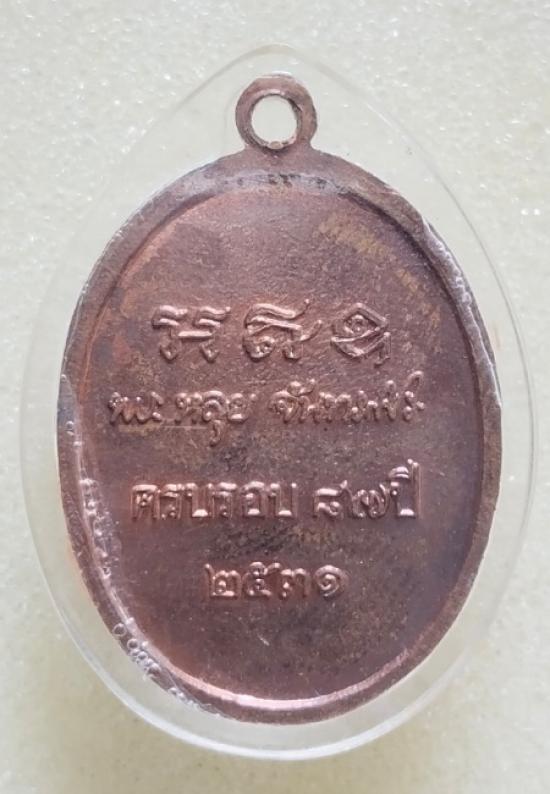 พระ หลุย จันทสาโร
ครบรอบ ๘๗ปี
๒๕๓๑